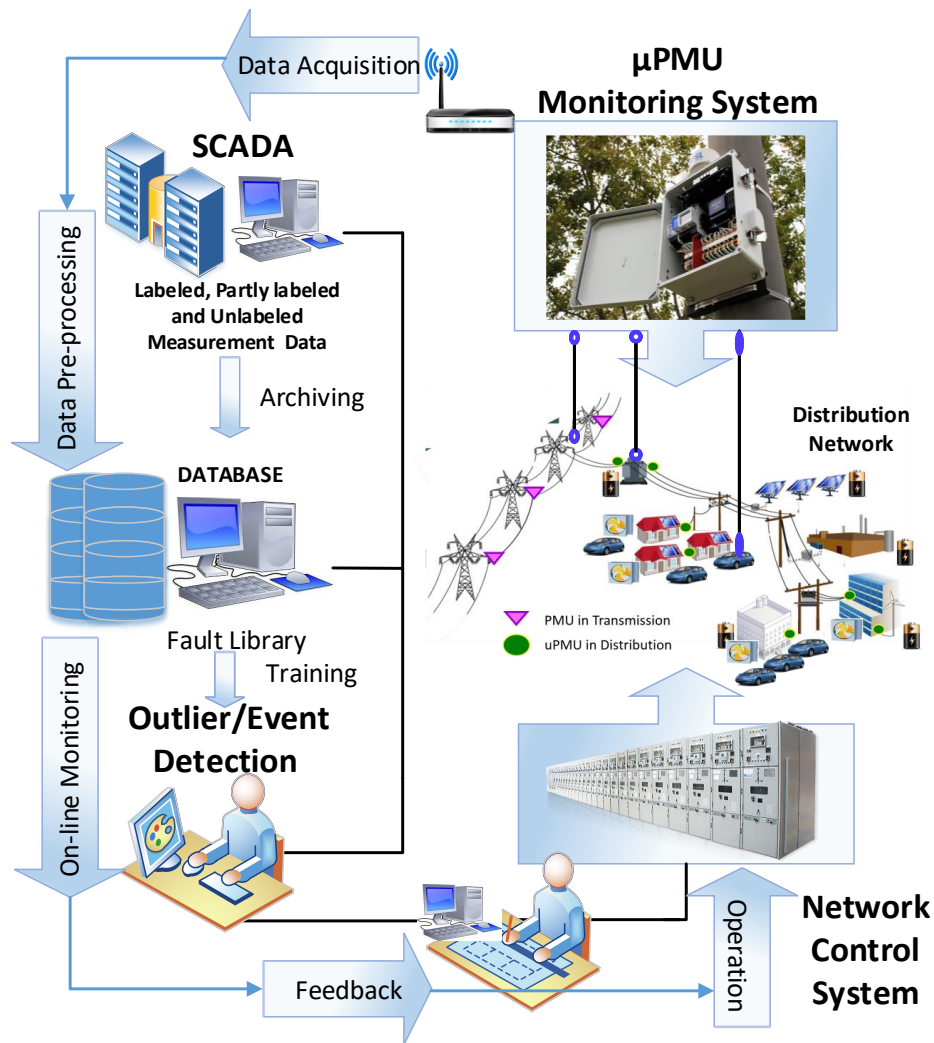 Data Acquisition
µPMU
Monitoring System
SCADA
Labeled, Partly labeled
and Unlabeled
Measurement Data
Data Pre-processing
Archiving
DATABASE
Distribution
Network
PMU in Transmission
uPMU in Distribution
Fault Library
Training
Outlier/Event
Detection
On-line Monitoring
Feedback
Operation
Network
Control
System